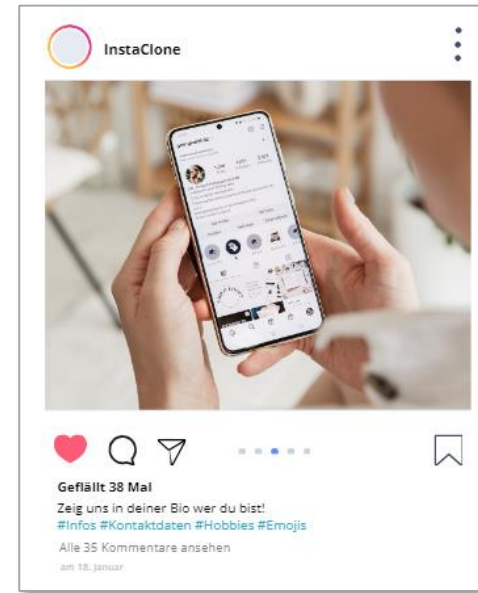 InstaClone
Gefällt 38 Mal
Zeig uns in deiner Bio wer du bist!
#Infos #Kontaktdaten #Hobbies #Emojis
Alle 35 Kommentare ansehen
am 18. Januar